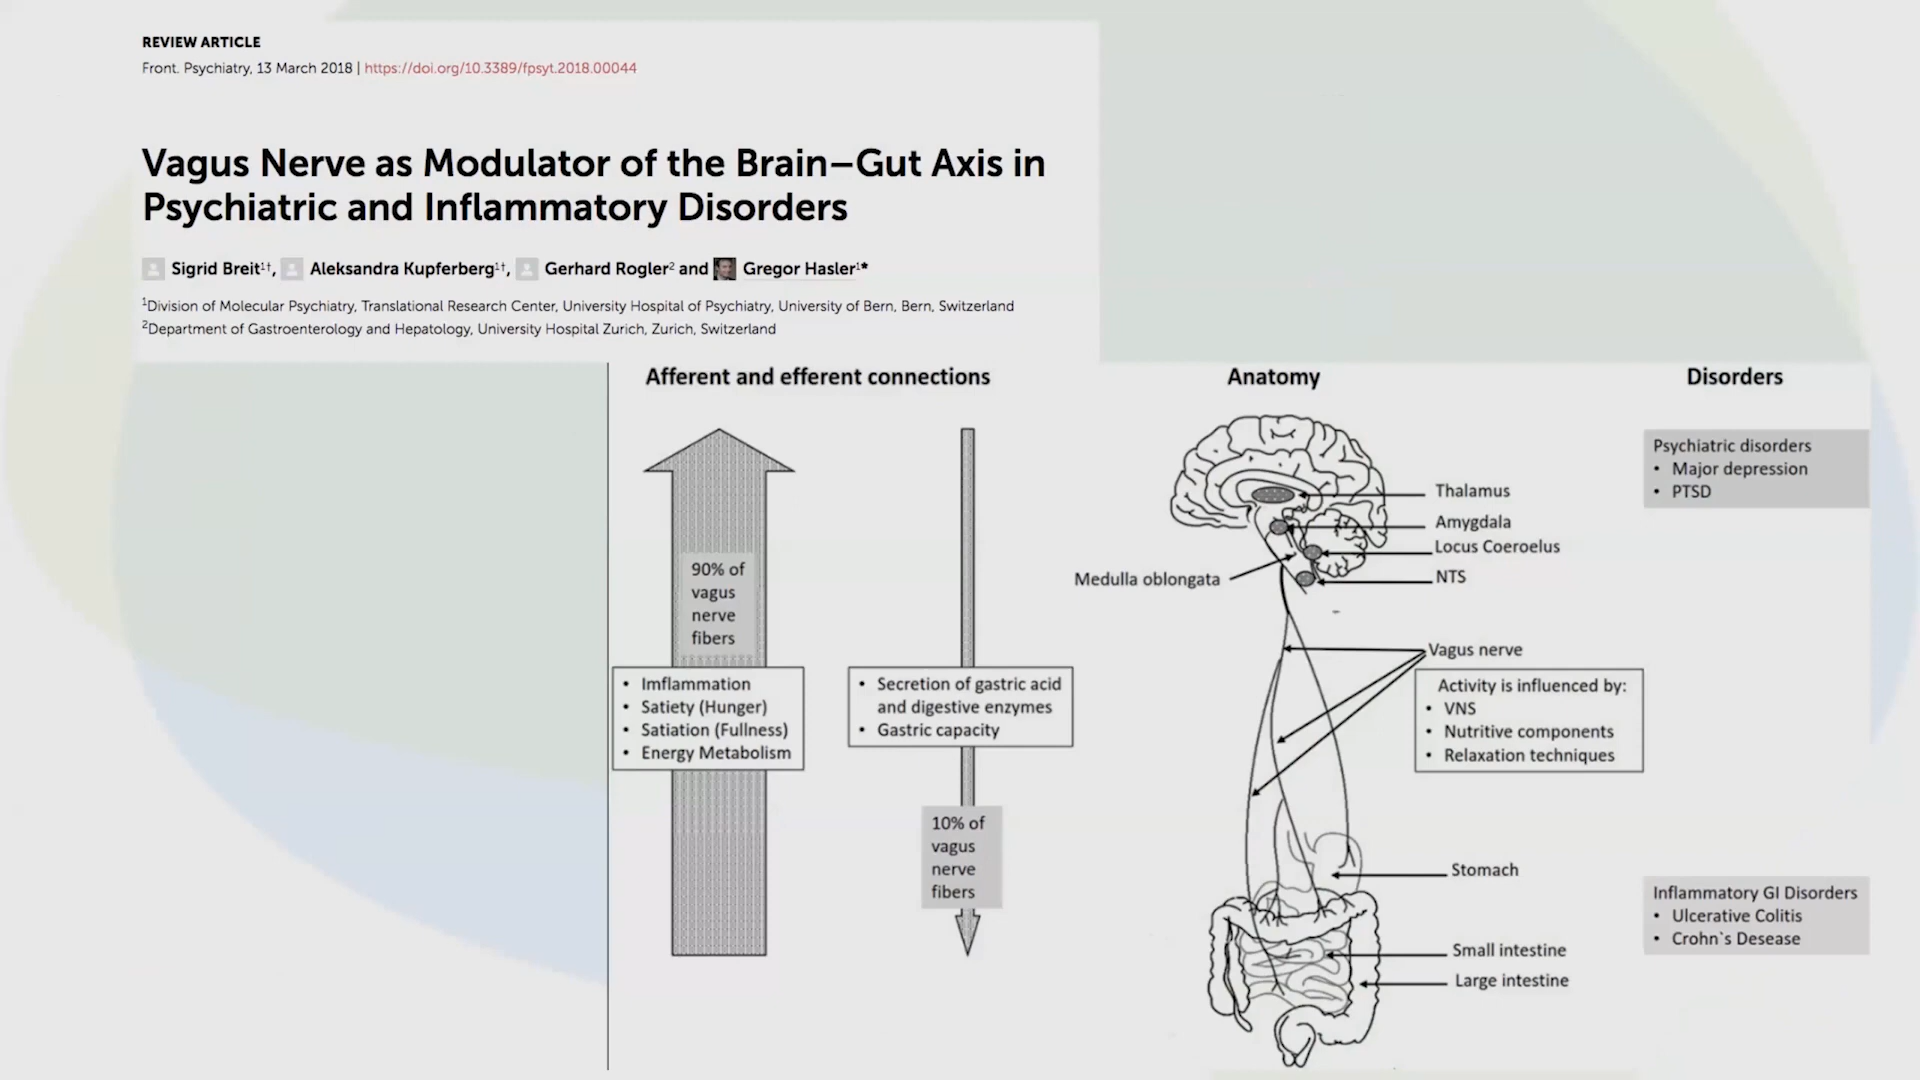 REVIEW ARTICLE
Front. Psychiatry, 13 March 2018 | https://doi.org/10.3389/fpsyt.2018.00044
Vagus Nerve as Modulator of the Brain–Gut Axis in
Psychiatric and Inflammatory Disorders
Sigrid Breit1†, Aleksandra Kupferberg1†, Gerhard Rogler2 and Gregor Hasler1*
1Division of Molecular Psychiatry, Translational Research Center, University Hospital of Psychiatry, University of Bern, Bern, Switzerland
2Department of Gastroenterology and Hepatology, University Hospital Zurich, Zurich, Switzerland
Afferent and efferent connections
90% of
vagus
nerve
fibers
• Imflammation
• Satiety (Hunger)
• Satiation (Fullness)
• Energy Metabolism
• Secretion of gastric acid
and digestive enzymes
• Gastric capacity
10% of
vagus
nerve
fibers
Anatomy
Thalamus
Amygdala
Locus Coeroelus
Medulla oblongata
NTS
Vagus nerve
Activity is influenced by:
• VNS
• Nutritive components
• Relaxation techniques
Stomach
Small intestine
Large intestine
Disorders
Psychiatric disorders
• Major depression
• PTSD
Inflammatory GI Disorders
• Ulcerative Colitis
• Crohn`s Desease